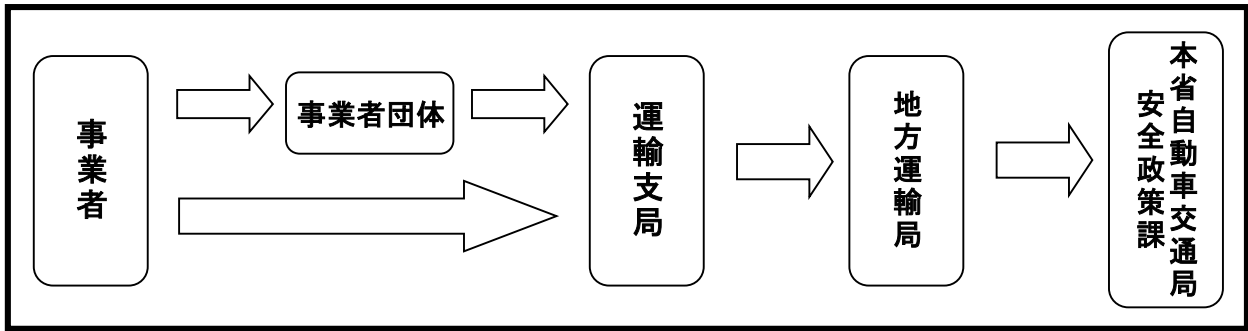 事業者
事業者団体
運輸支局
地方運輸局
本省自動車交通局
安全政策課